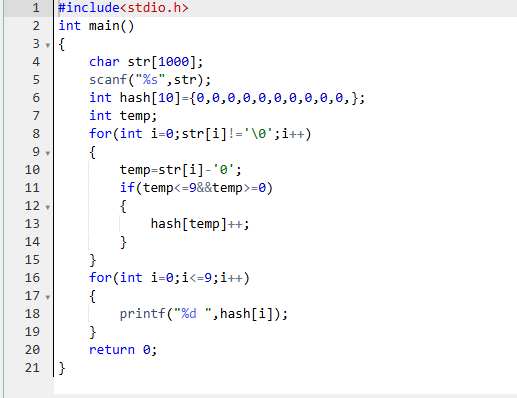 1 #include<stdio.h>
2 int main()
3 {
4     char str[1000];
5     scanf("%s",str);
6     int hash[10]={0,0,0,0,0,0,0,0,0,0,};
7     int temp;
8     for(int i=0;str[i]!='\0';i++)
9     {
10         temp=str[i]-'0';
11         if(temp<=9&&temp>=0)
12         {
13             hash[temp]++;
14         }
15     }
16     for(int i=0;i<=9;i++)
17     {
18         printf("%d ",hash[i]);
19     }
20     return 0;
21 }